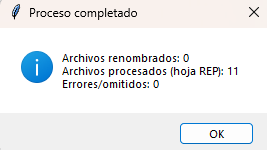 Proceso completado
Archivos renombrados: 0
Archivos procesados (hoja REP): 11
Errores/omitidos: 0
OK